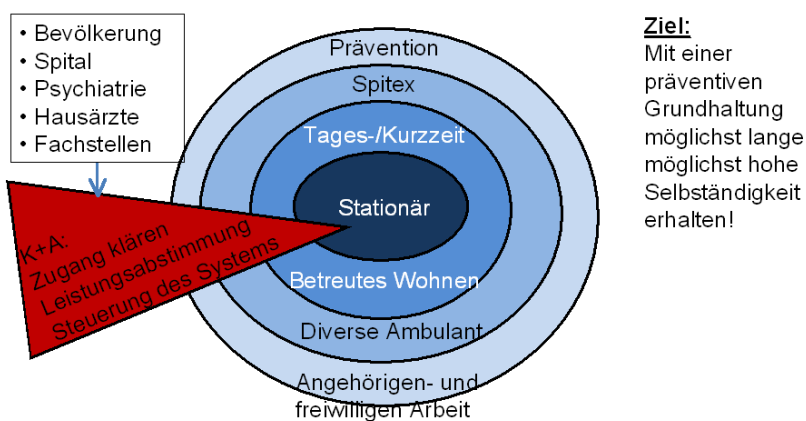 • Bevölkerung
• Spital
• Psychiatrie
• Hausärzte
• Fachstellen
K+A:
Zugang klären
Leistungsabstimmung
Steuerung des Systems
Prävention
Spitex
Tages-/Kurzzeit
Stationär
Betreutes Wohnen
Diverse Ambulant
Angehörigen- und
freiwilligen Arbeit
Ziel:
Mit einer
präventiven
Grundhaltung
möglichst lange
möglichst hohe
Selbständigkeit
erhalten!